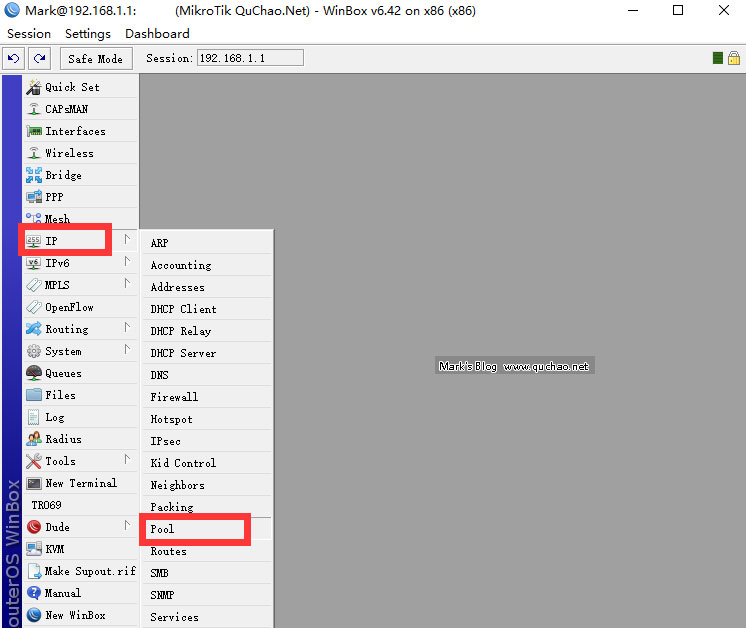 Mark@192.168.1.1: (MikroTik QuChao.Net) - WinBox v6.42 on x86 (x86)
Session Settings Dashboard
Safe Mode Session: 192.168.1.1
Quick Set
CAPsMAN
Interfaces
Wireless
Bridge
PPP
Mesh
IP
IPv6
MPLS
OpenFlow
Routing
System
Queues
Files
Log
Radius
Tools
New Terminal
TR069
Dude
KVM
Make Supout.rif
Manual
New WinBox
ARP
Accounting
Addresses
DHCP Client
DHCP Relay
DHCP Server
DNS
Firewall
Hotspot
IPsec
Kid Control
Neighbors
Packing
Pool
Routes
SMB
SNMP
Services
Mark's Blog www.quchao.net
outerOS WinBox